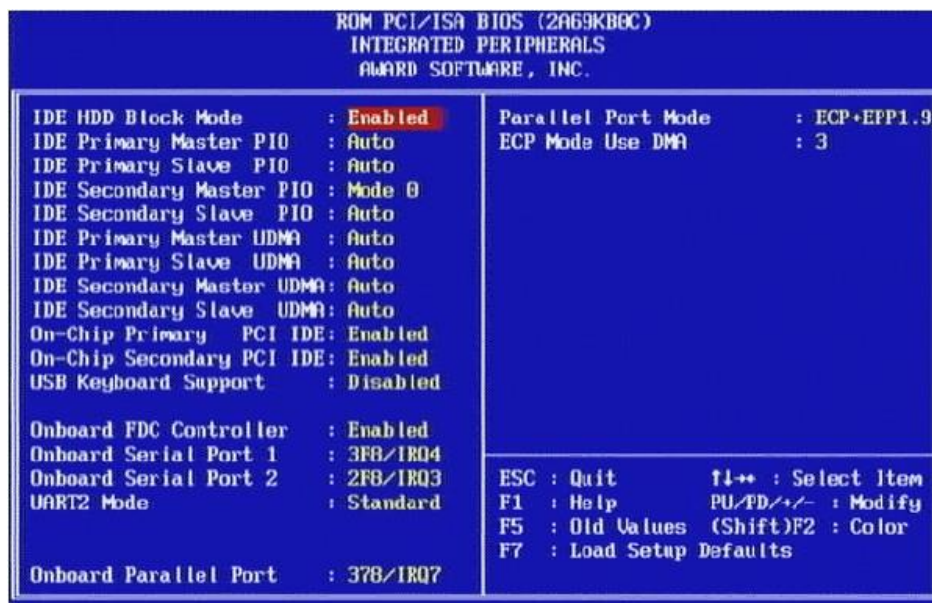 ROM PCI/ISA BIOS (2A69KB0C)
INTEGRATED PERIPHERALS
AWARD SOFTWARE, INC.
IDE HDD Block Mode : Enabled
IDE Primary Master PIO : Auto
IDE Primary Slave PIO : Auto
IDE Secondary Master PIO : Mode 0
IDE Secondary Slave PIO : Auto
IDE Primary Master UDMA : Auto
IDE Primary Slave UDMA : Auto
IDE Secondary Master UDMA: Auto
IDE Secondary Slave UDMA: Auto
On-Chip Primary PCI IDE: Enabled
On-Chip Secondary PCI IDE: Enabled
USB Keyboard Support : Disabled
Onboard FDC Controller : Enabled
Onboard Serial Port 1 : 3F8/IRQ4
Onboard Serial Port 2 : 2F8/IRQ3
UART2 Mode : Standard
Onboard Parallel Port : 378/IRQ7
Parallel Port Mode : ECP+EPP1.9
ECP Mode Use DMA : 3
ESC : Quit ↑↓→← : Select Item
F1 : Help PU/PD/+/- : Modify
F5 : Old Values (Shift)F2 : Color
F7 : Load Setup Defaults